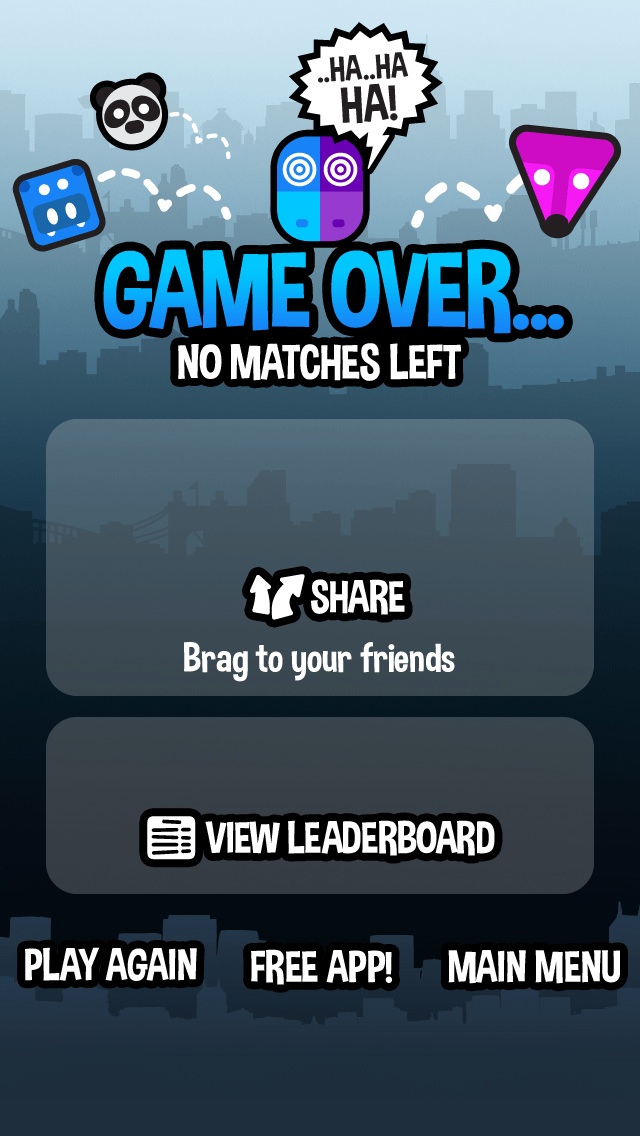 ..HA..HA
HA!
GAME OVER...
NO MATCHES LEFT
SHARE
Brag to your friends
VIEW LEADERBOARD
PLAY AGAIN
FREE APP!
MAIN MENU